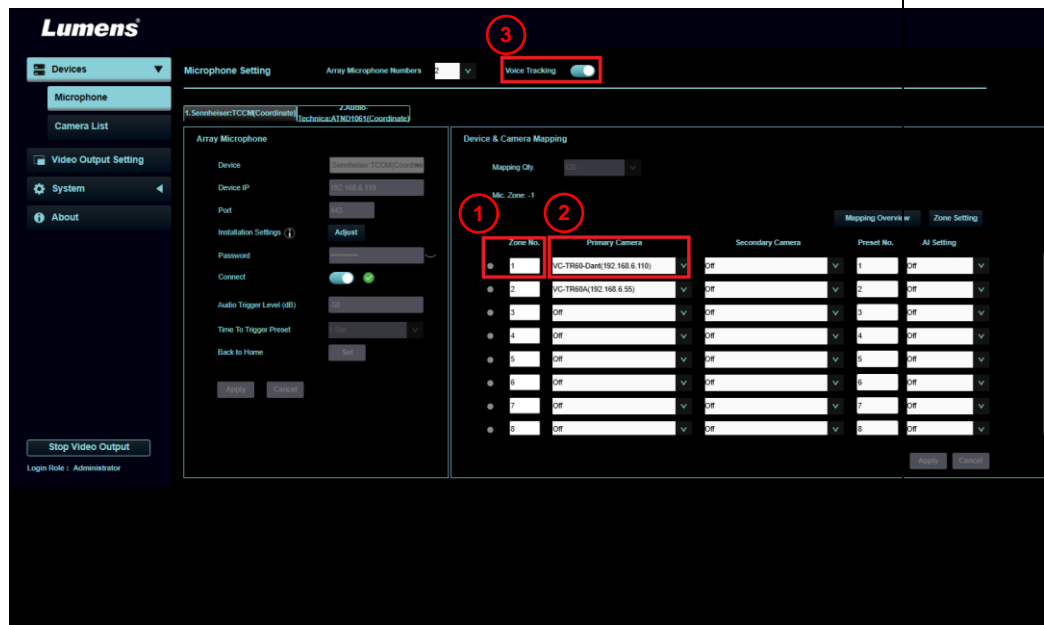 Lumens
3
Devices
Microphone Setting
Array Microphone Numbers
2
Voice Tracking
Microphone
Camera List
1.Sennheiser:TCCM(Coordinate)
2.Audio-
Technica:ATND1061(Coordinate)
Video Output Setting
System
About
Array Microphone
Device
Device IP
192.168.6.119
Port
443
Installation Settings
Adjust
Password
Connect
Audio Trigger Level (dB)
-50
Time To Trigger Preset
1 Sec
Back to Home
Set
Apply
Cancel
Device & Camera Mapping
Mapping Qty.
128
Mic. Zone: -1
1
2
Mapping Overview
Zone Setting
Zone No.
Primary Camera
Secondary Camera
Preset No.
AI Setting
1
VC-TR60-Dant(192.168.6.110)
Off
1
Off
2
VC-TR60A(192.168.6.55)
Off
2
Off
3
Off
Off
3
Off
4
Off
Off
4
Off
5
Off
Off
5
Off
6
Off
Off
6
Off
7
Off
Off
7
Off
8
Off
Off
8
Off
Apply
Cancel
Stop Video Output
Login Role : Administrator